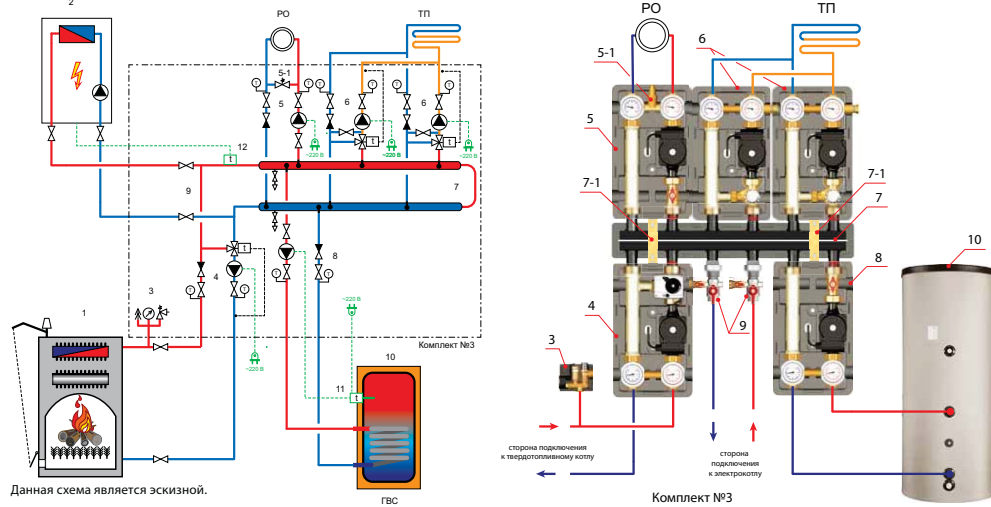 2
РО
ТП
5-1
5
6
6
~220 В
~220 В
~220 В
12
t
9
7
t
4
8
3
~220 В
~220 В
1
Комплект №3
10
11
t
ГВС
Данная схема является эскизной.
РО
ТП
5-1
6
5
7-1
7-1
7
10
8
4
9
3
сторона подключения
к твердотопливному котлу
сторона
подключения
к электрокотлу
Комплект №3